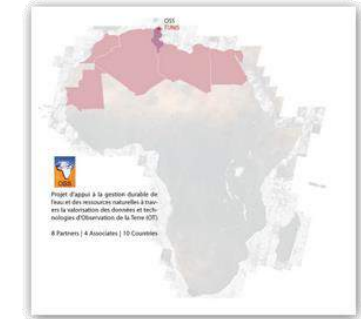 OSS
TUNIS
OSS
Projet d'appui à la gestion durable de
l'eau et des ressources naturelles à trav-
ers la valorisation des données et tech-
nologies d'Observation de la Terre (OT)
8 Partners | 4 Associates | 10 Countries